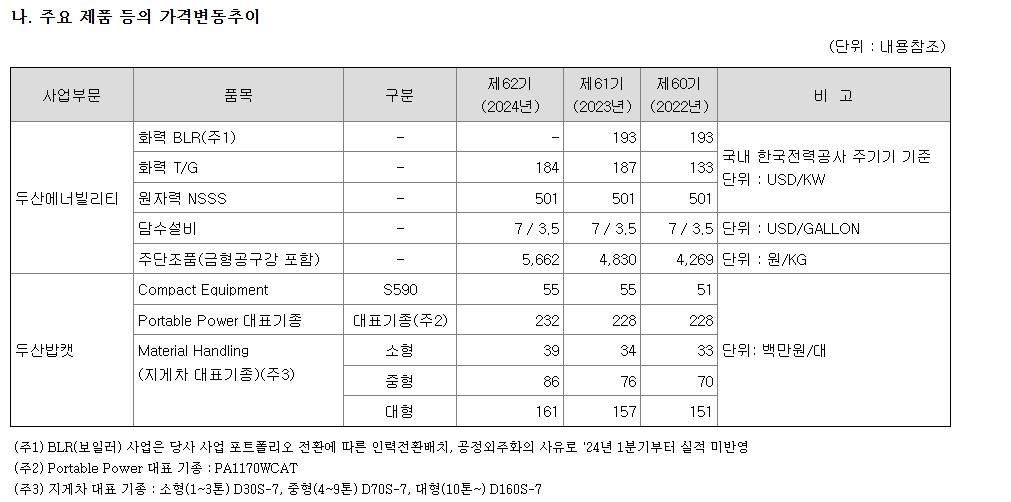 나. 주요 제품 등의 가격변동추이
(단위 : 내용참조)
사업부문 품목 구분 제62기 (2024년) 제61기 (2023년) 제60기 (2022년) 비 고
두산에너빌리티 화력 BLR(주1) - - 193 193 국내 한국전력공사 주기기 기준 단위 : USD/KW
화력 T/G - 184 187 133
원자력 NSSS - 501 501 501
담수설비 - 7 / 3.5 7 / 3.5 7 / 3.5 단위 : USD/GALLON
주단조품(금형공구강 포함) - 5,662 4,830 4,269 단위 : 원/KG
두산밥캣 Compact Equipment S590 55 55 51 단위: 백만원/대
Portable Power 대표기종 대표기종(주2) 232 228 228
Material Handling (지게차 대표기종)(주3) 소형 39 34 33
중형 86 76 70
대형 161 157 151
(주1) BLR(보일러) 사업은 당사 사업 포트폴리오 전환에 따른 인력전환배치, 공정외주화의 사유로 '24년 1분기부터 실적 미반영
(주2) Portable Power 대표 기종 : PA1170WCAT
(주3) 지게차 대표 기종 : 소형(1~3톤) D30S-7, 중형(4~9톤) D70S-7, 대형(10톤~) D160S-7